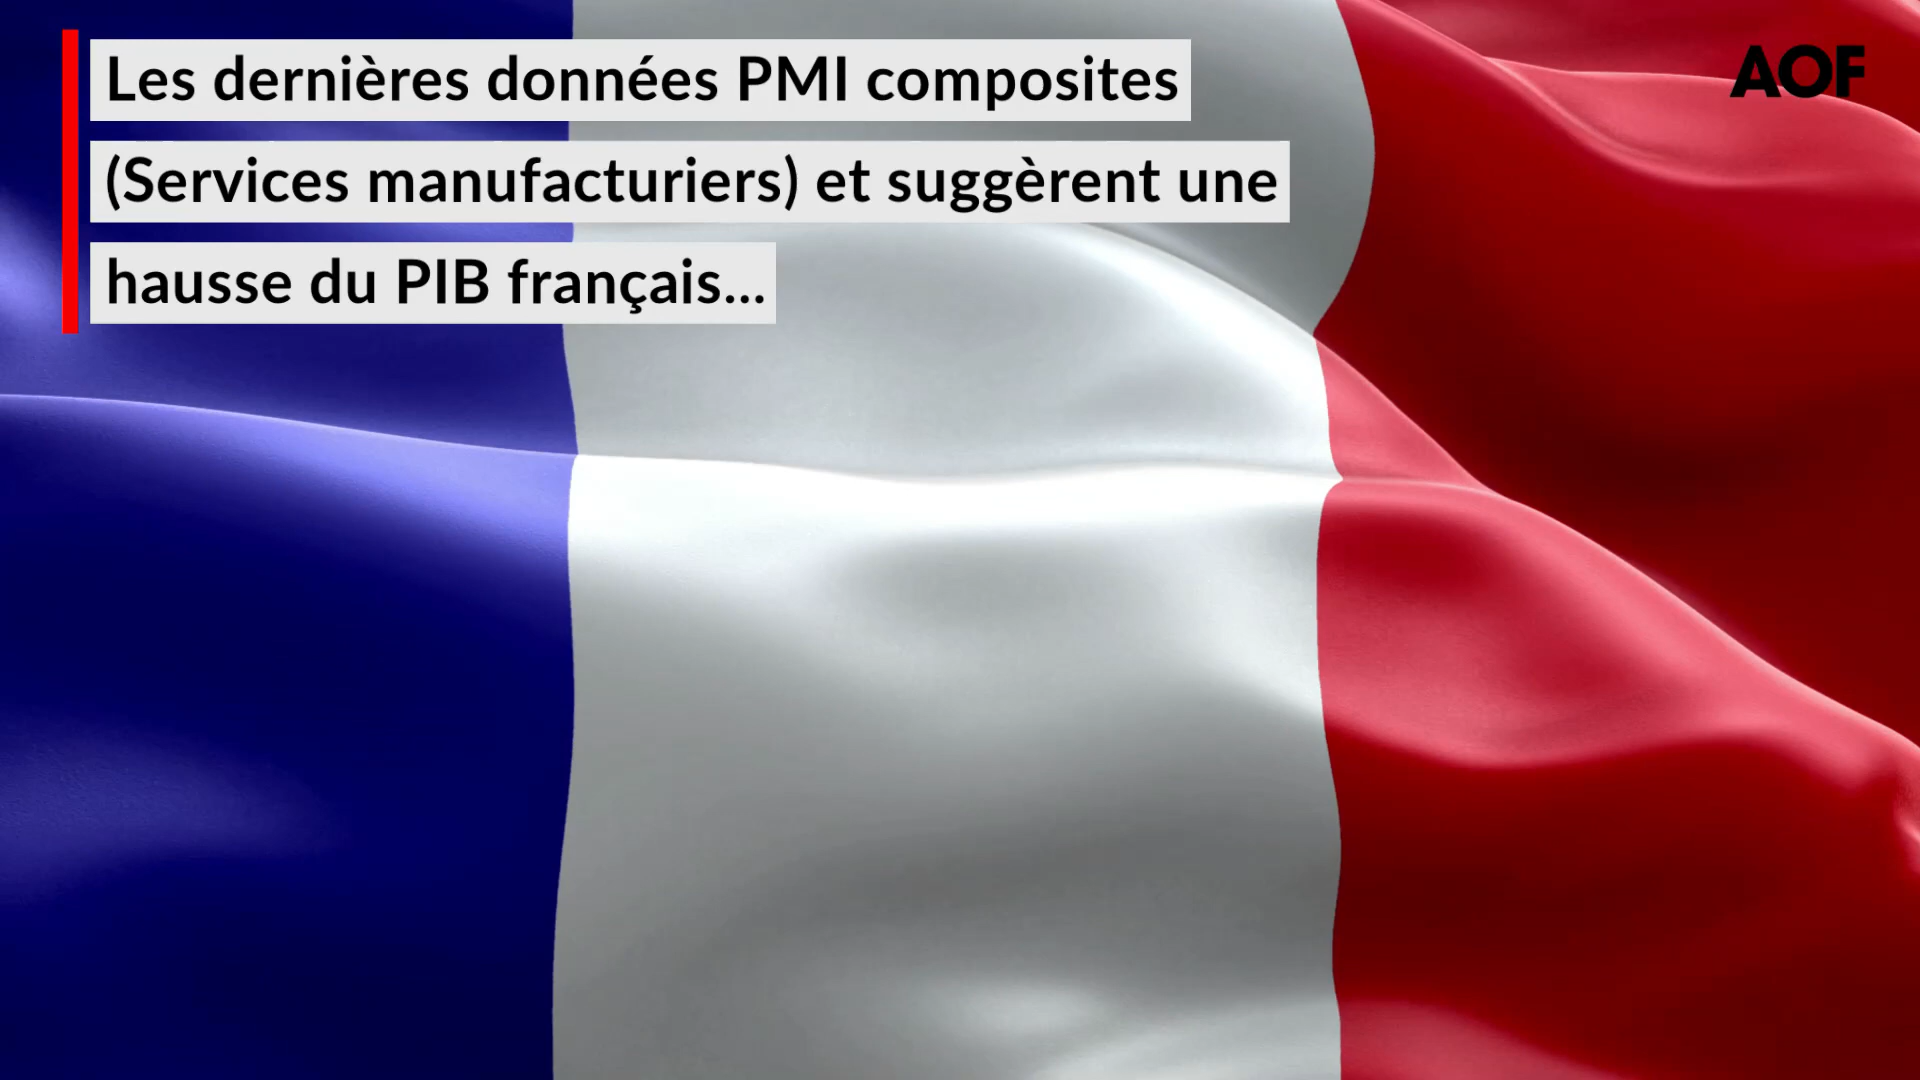 Les dernières données PMI composites
(Services manufacturiers) et suggèrent une
hausse du PIB français...
AOF